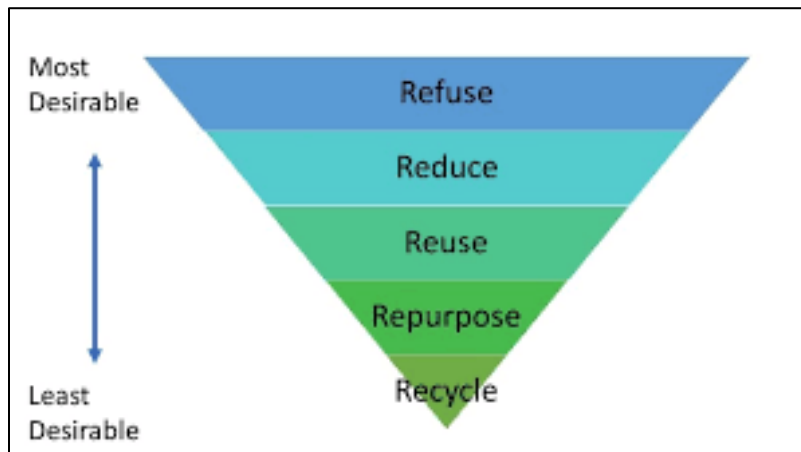 Most
Desirable
Refuse
Reduce
Reuse
Repurpose
Recycle
Least
Desirable